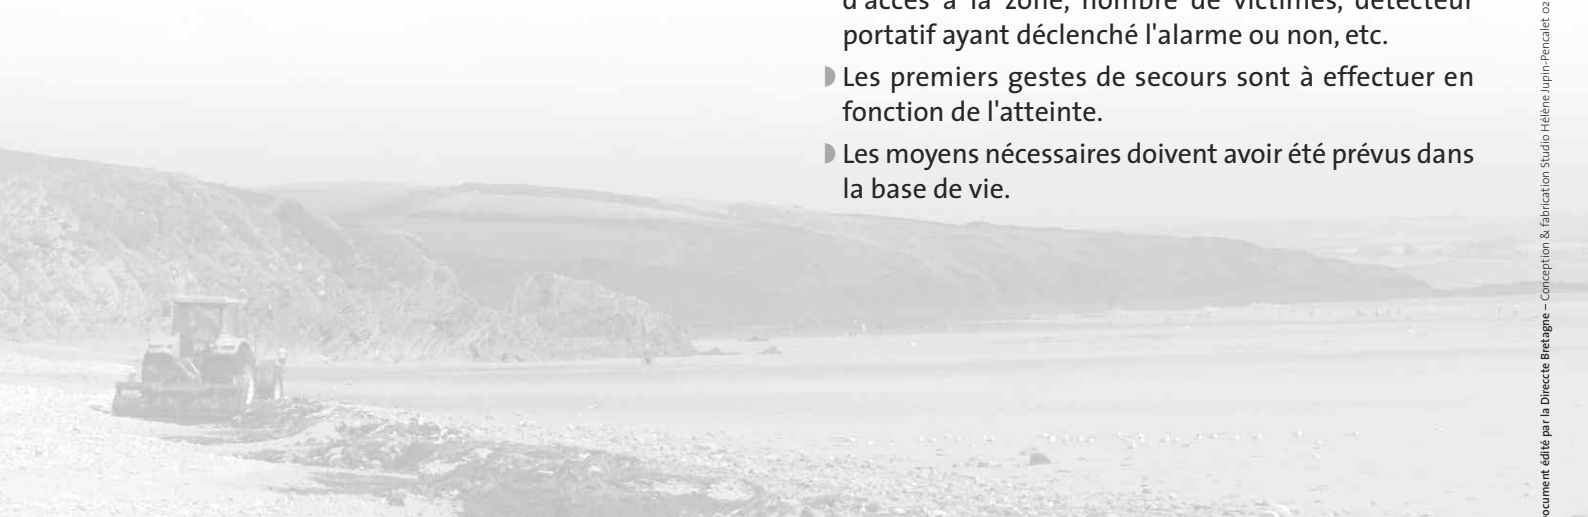 d'accès à la zone, nombre de victimes, détecteur
portatif ayant déclenché l'alarme ou non, etc.
Les premiers gestes de secours sont à effectuer en
fonction de l'atteinte.
Les moyens nécessaires doivent avoir été prévus dans
la base de vie.
édité par la Direccte Bretagne – Conception & fabrication Studio Hélène Jupin-Pencalet 02